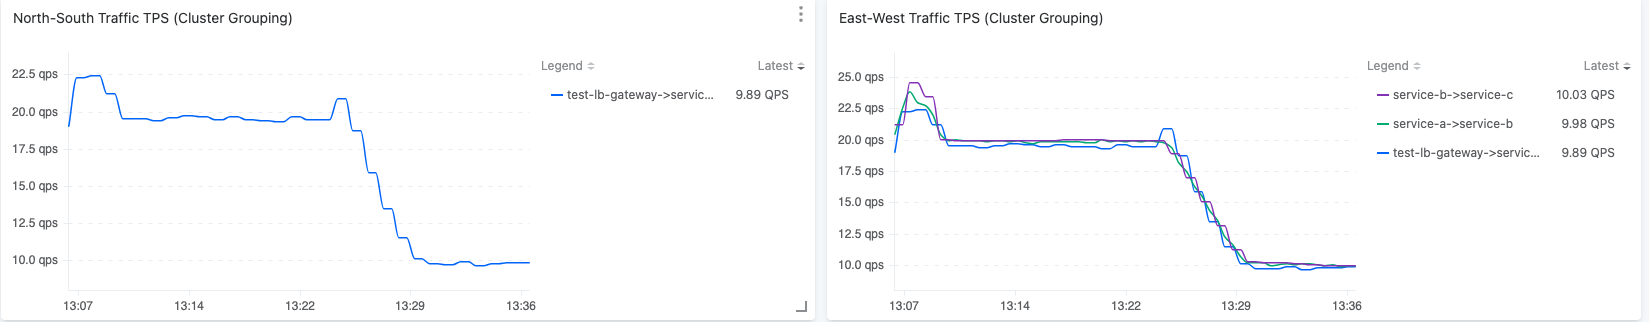 North-South Traffic TPS (Cluster Grouping)
Legend Latest
22.5 qps
20.0 qps
17.5 qps
15.0 qps
12.5 qps
10.0 qps
test-lb-gateway->servic... 9.89 QPS
13:07 13:14 13:22 13:29 13:36
East-West Traffic TPS (Cluster Grouping)
Legend Latest
25.0 qps
22.5 qps
20.0 qps
17.5 qps
15.0 qps
12.5 qps
10.0 qps
service-b->service-c 10.03 QPS
service-a->service-b 9.98 QPS
test-lb-gateway->servic... 9.89 QPS
13:07 13:14 13:22 13:29 13:36